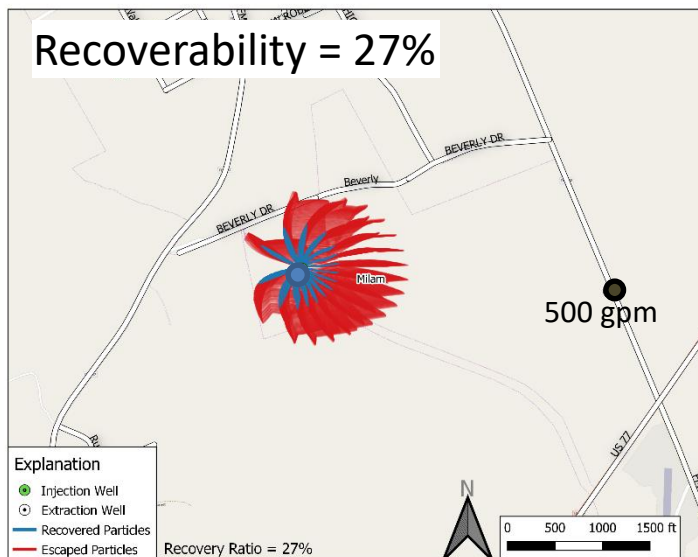 Recoverability = 27%
BEVERLY DR
Beverly
BEVERLY DR
Milam
500 gpm
US 77
Explanation
Injection Well
Extraction Well
Recovered Particles
Escaped Particles
Recovery Ratio = 27%
N
0 500 1000 1500 ft